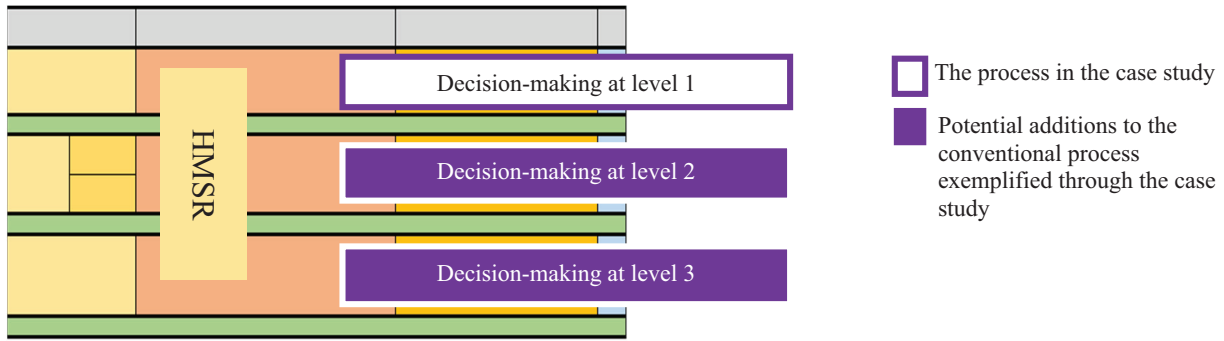 Decision-making at level 1
HMSR
Decision-making at level 2
Decision-making at level 3
The process in the case study
Potential additions to the
conventional process
exemplified through the case
study